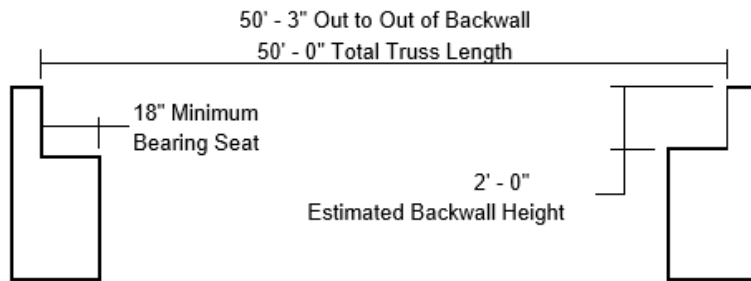 50' - 3" Out to Out of Backwall
50' - 0" Total Truss Length
18" Minimum
Bearing Seat
2' - 0"
Estimated Backwall Height